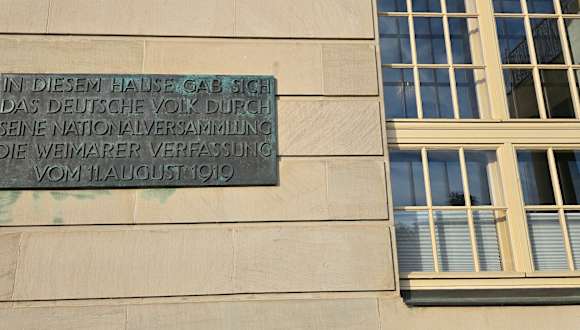 IN DIESEM HAUSE GAB SICH
DAS DEUTSCHE VOLK DURCH
SEINE NATIONALVERSAMMLUNG
DIE WEIMARER VERFASSUNG
VOM 11. AUGUST 1919